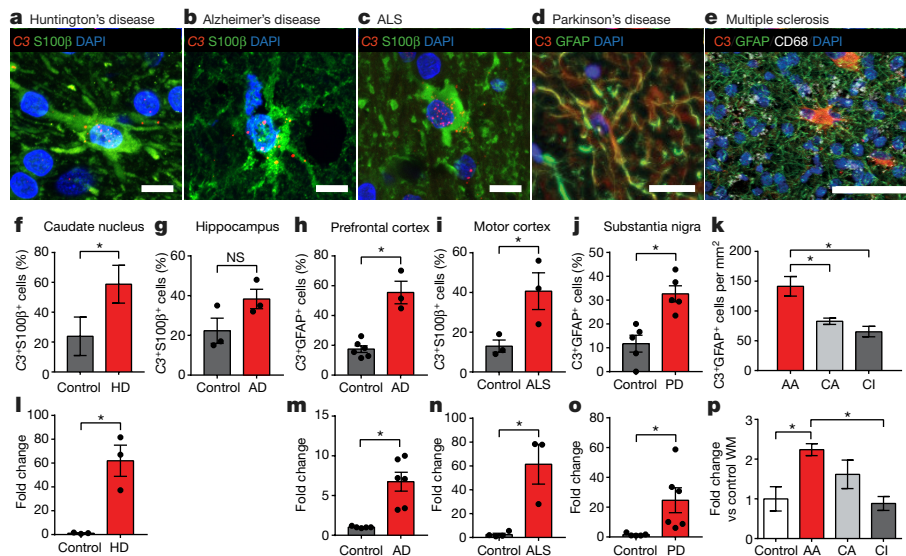 a Huntington's disease
b Alzheimer's disease
c ALS
d Parkinson's disease
e Multiple sclerosis
C3 S100β DAPI
C3 S100β DAPI
C3 S100β DAPI
C3 GFAP DAPI
C3 GFAP CD68 DAPI
f Caudate nucleus
C3⁺S100β⁺ cells (%)
80
60
40
20
0
*
Control HD
g Hippocampus
C3⁺S100β⁺ cells (%)
60
40
20
0
NS
Control AD
h Prefrontal cortex
C3⁺GFAP⁺ cells (%)
80
60
40
20
0
*
Control AD
i Motor cortex
C3⁺S100β⁺ cells (%)
60
40
20
0
*
Control ALS
j Substantia nigra
C3⁺GFAP⁺ cells (%)
50
40
30
20
10
0
*
Control PD
k
C3⁺GFAP⁺ cells per mm²
200
150
100
50
0
*
*
AA CA CI
l
Fold change
100
80
60
40
20
0
*
Control HD
m
Fold change
15
10
5
0
*
Control AD
n
Fold change
100
80
60
40
20
0
*
Control ALS
o
Fold change
80
60
40
20
0
*
Control PD
p
Fold change
vs control WM
3
2
1
0
*
*
Control AA CA CI